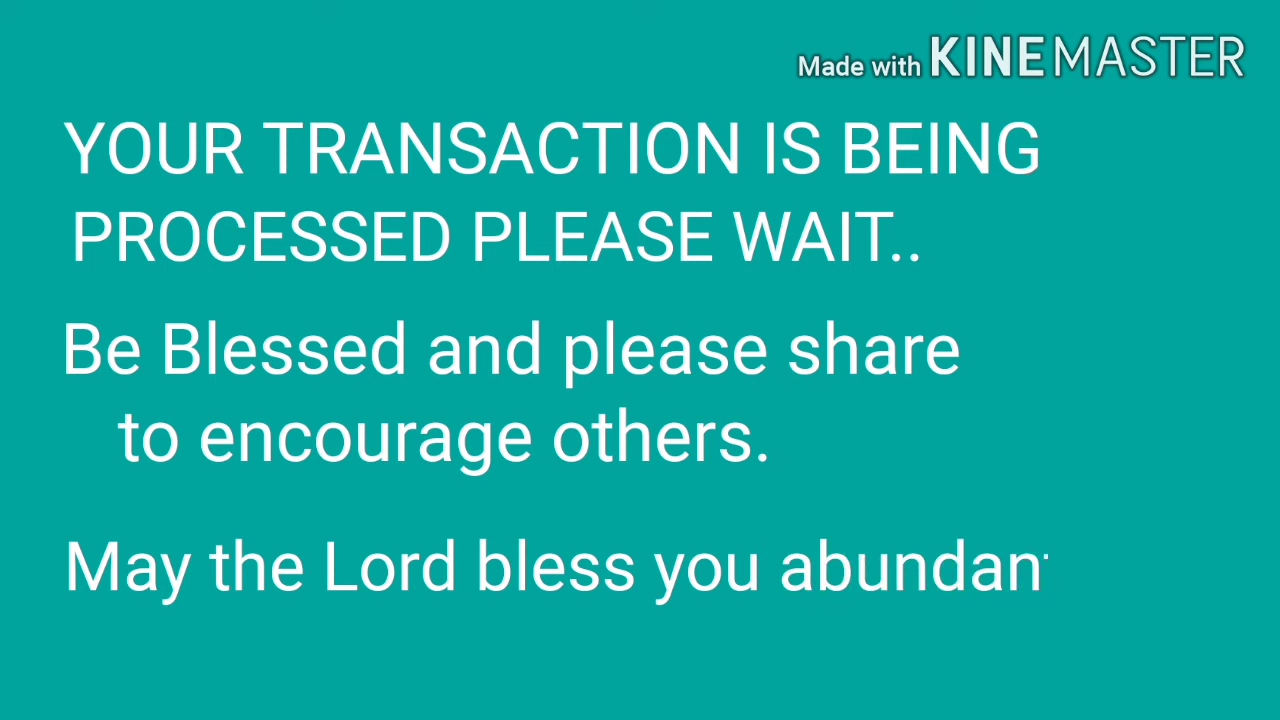 Made with KINEMASTER
YOUR TRANSACTION IS BEING
PROCESSED PLEASE WAIT..
Be Blessed and please share
to encourage others.
May the Lord bless you abundan